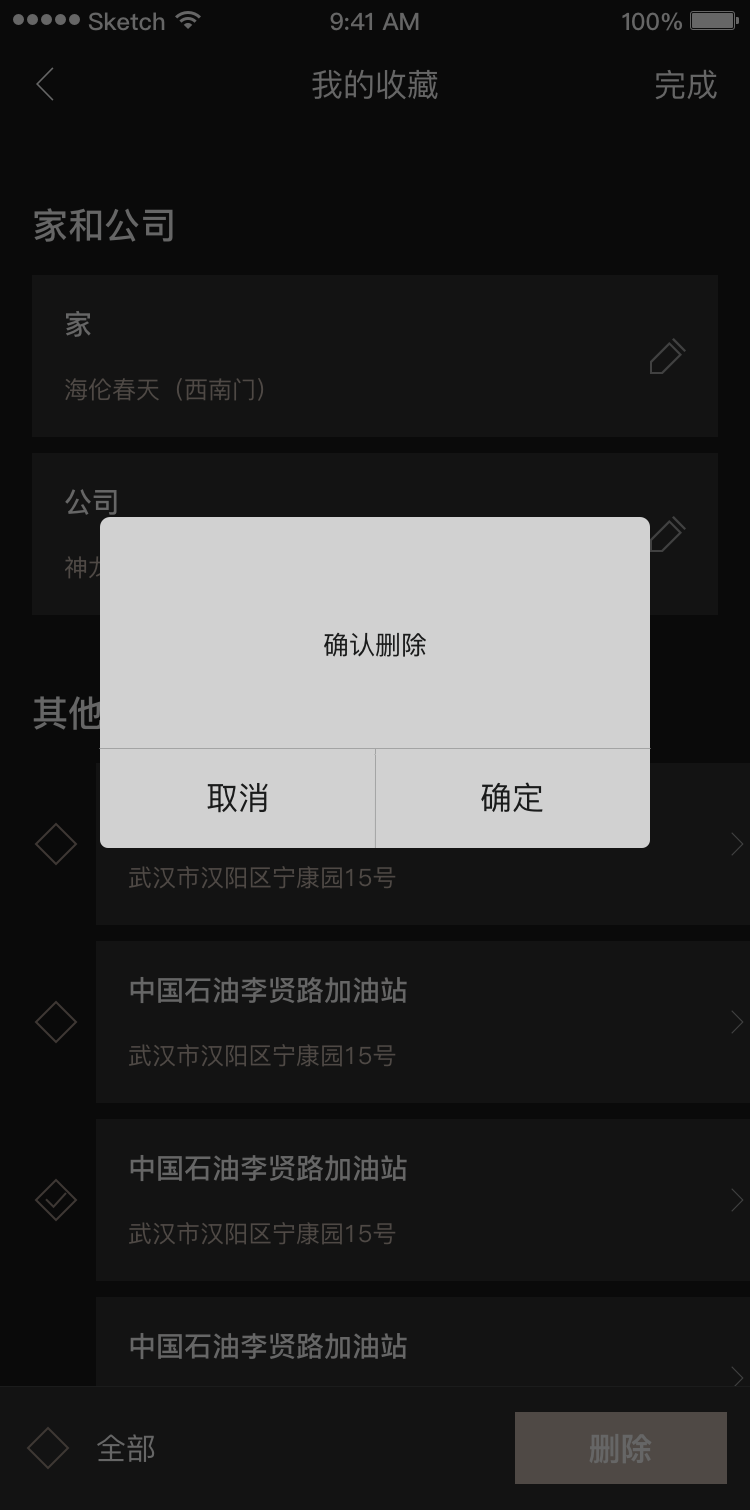 Sketch 9:41 AM 100%
我的收藏 完成
家和公司
家
海伦春天（西南门）
公司
神
其他
确认删除
取消 确定
武汉市汉阳区宁康园15号
中国石油李贤路加油站
武汉市汉阳区宁康园15号
中国石油李贤路加油站
武汉市汉阳区宁康园15号
中国石油李贤路加油站
全部 删除